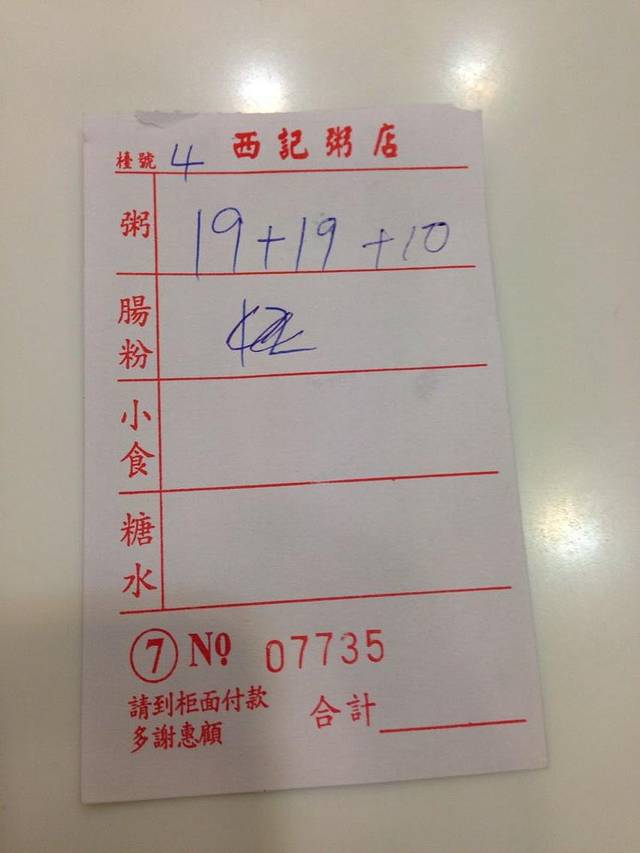 西記粥店
檯號 4
粥 19+19+10
腸粉
小食
糖水
7 Nº 07735
請到柜面付款
多謝惠顧
合計